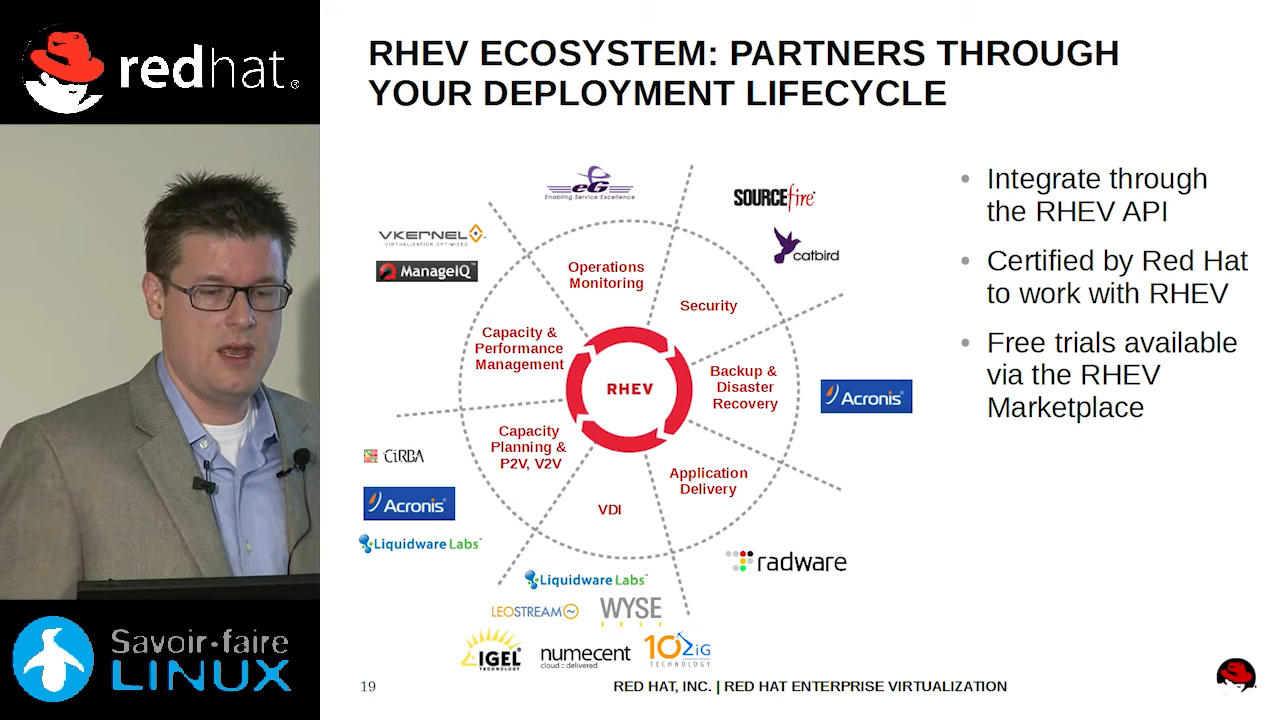 redhat®
RHEV ECOSYSTEM: PARTNERS THROUGH
YOUR DEPLOYMENT LIFECYCLE
eG
Enabling Service Excellence
SOURCEfire
VKERNEL
VIRTUALIZATION OPTIMIZED
ManageIQ
catbird
Operations
Monitoring
Security
Capacity &
Performance
Management
RHEV
Backup &
Disaster
Recovery
Acronis
Capacity
Planning &
P2V, V2V
Application
Delivery
VDI
CiRBA
Acronis
Liquidware Labs™
radware
Liquidware Labs™
LEOSTREAM
WYSE
IGEL
TECHNOLOGY
numecent
cloud delivered
10ZiG
TECHNOLOGY
• Integrate through
the RHEV API
• Certified by Red Hat
to work with RHEV
• Free trials available
via the RHEV
Marketplace
Savoir-faire
LINUX
19
RED HAT, INC. | RED HAT ENTERPRISE VIRTUALIZATION